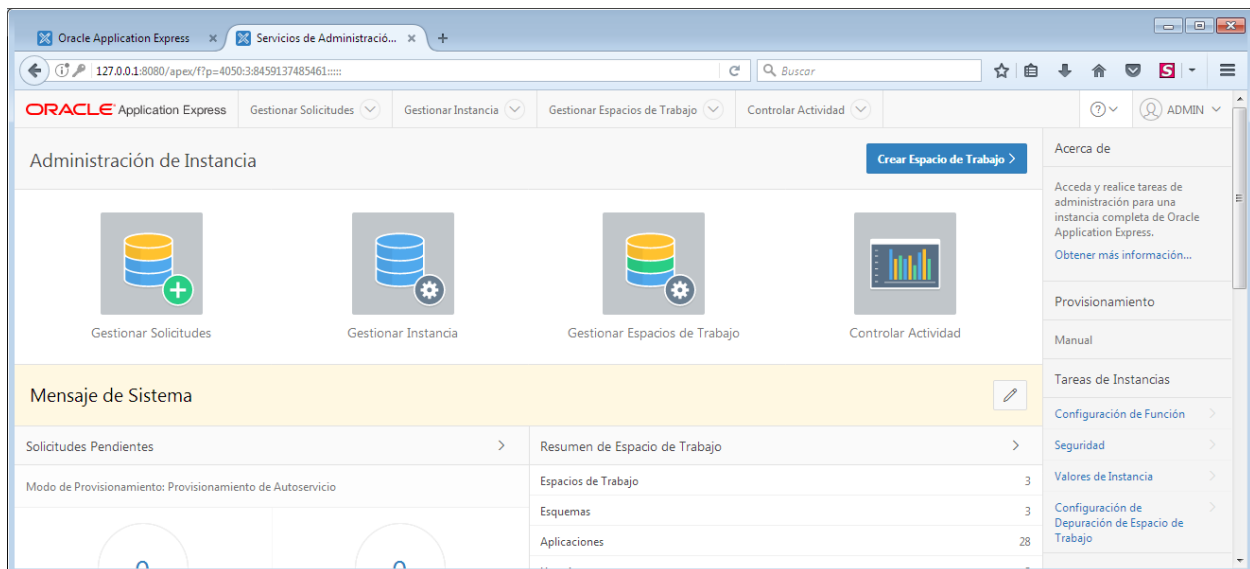 Oracle Application Express
Servicios de Administració...
127.0.0.1:8080/apex/f?p=4050:3:8459137485461:::::
Buscar
ORACLE Application Express
Gestionar Solicitudes
Gestionar Instancia
Gestionar Espacios de Trabajo
Controlar Actividad
ADMIN
Administración de Instancia
Crear Espacio de Trabajo
Gestionar Solicitudes
Gestionar Instancia
Gestionar Espacios de Trabajo
Controlar Actividad
Mensaje de Sistema
Solicitudes Pendientes
Modo de Provisionamiento: Provisionamiento de Autoservicio
Resumen de Espacio de Trabajo
Espacios de Trabajo 3
Esquemas 3
Aplicaciones 28
Acerca de
Acceda y realice tareas de
administración para una
instancia completa de Oracle
Application Express.
Obtener más información...
Provisionamiento
Manual
Tareas de Instancias
Configuración de Función
Seguridad
Valores de Instancia
Configuración de
Depuración de Espacio de
Trabajo